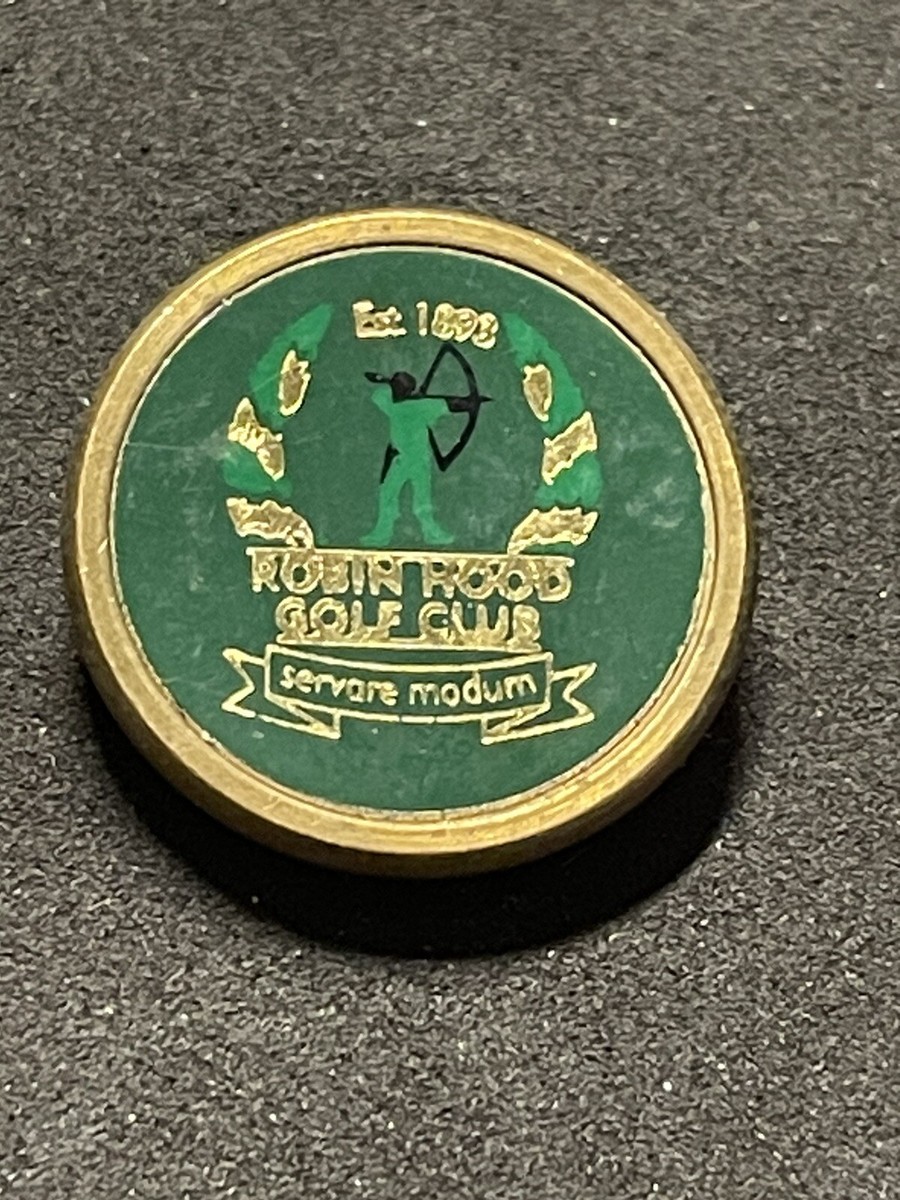 Est 1893
ROBIN HOOD
GOLF CLUB
servare modum